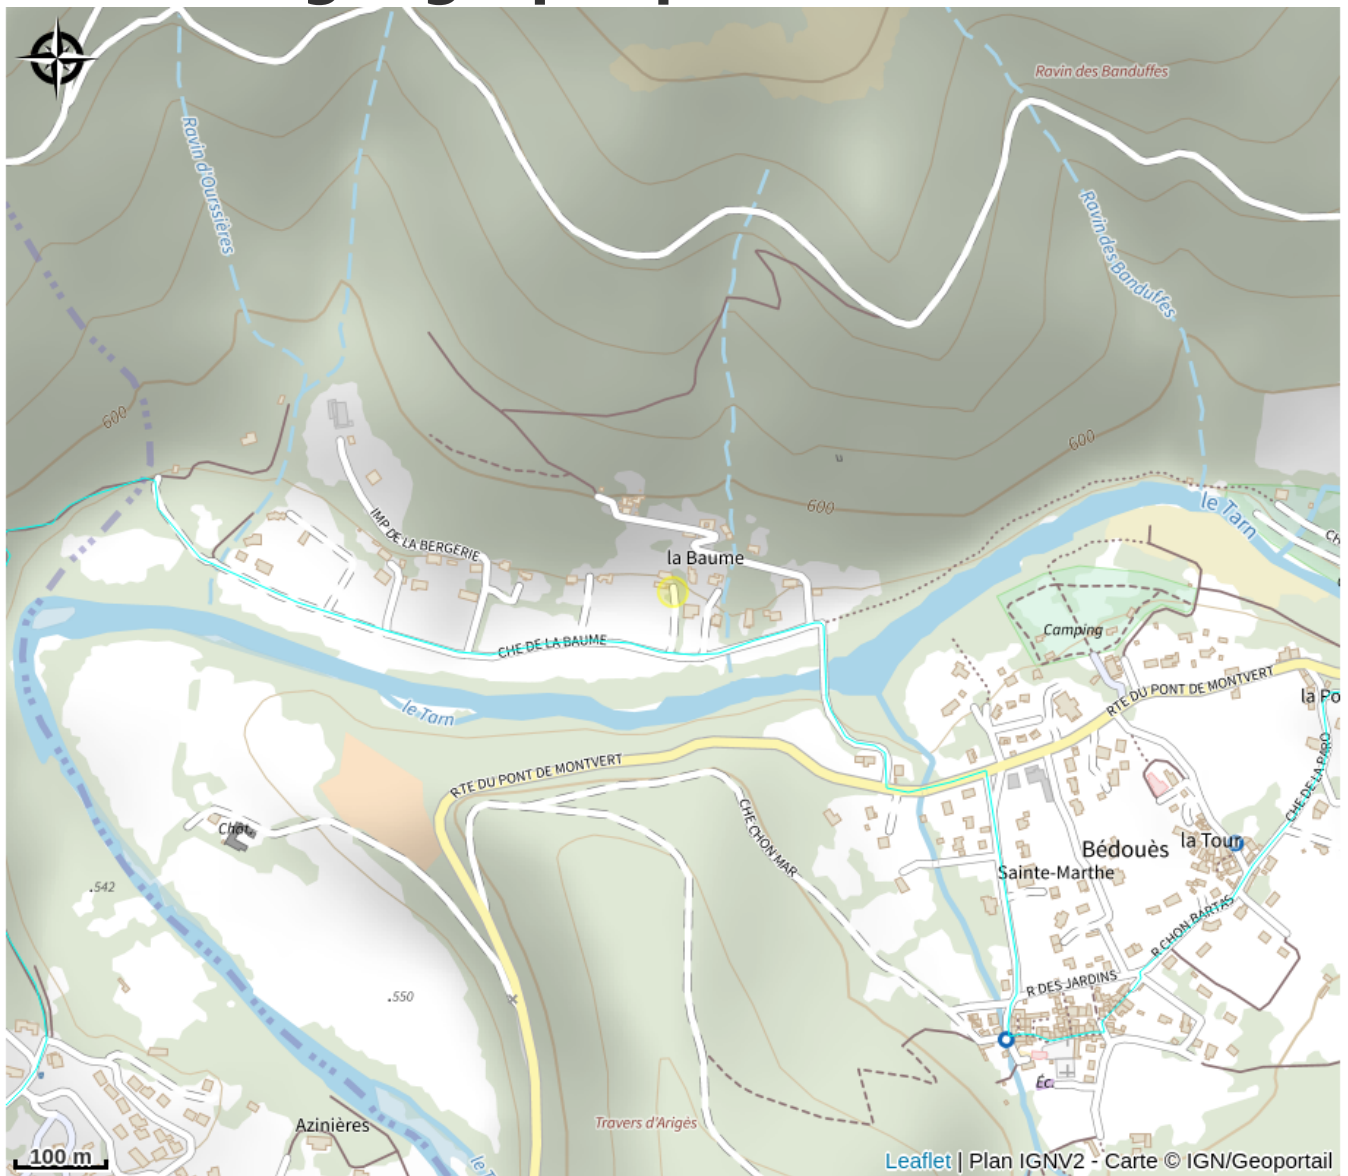 Ravin des Banduffes
Ravin d'Ourssières
Ravin des Banduffes
600
600
600
le Tarn
IMP DE LA BERGERIE
la Baume
Camping
CHE DE LA BAUME
RTE DU PONT DE MONTVERT
la Po
le Tarn
RTE DU PONT DE MONTVERT
CHE DE LA PARO
CHE CHON MAR
Chât.
Bédouès
la Tour
Sainte-Marthe
.542
R CHON BARTAS
R DES JARDINS
.550
Éc.
Travers d'Arigès
Azinières
100 m
Leaflet | Plan IGNV2 - Carte © IGN/Geoportail